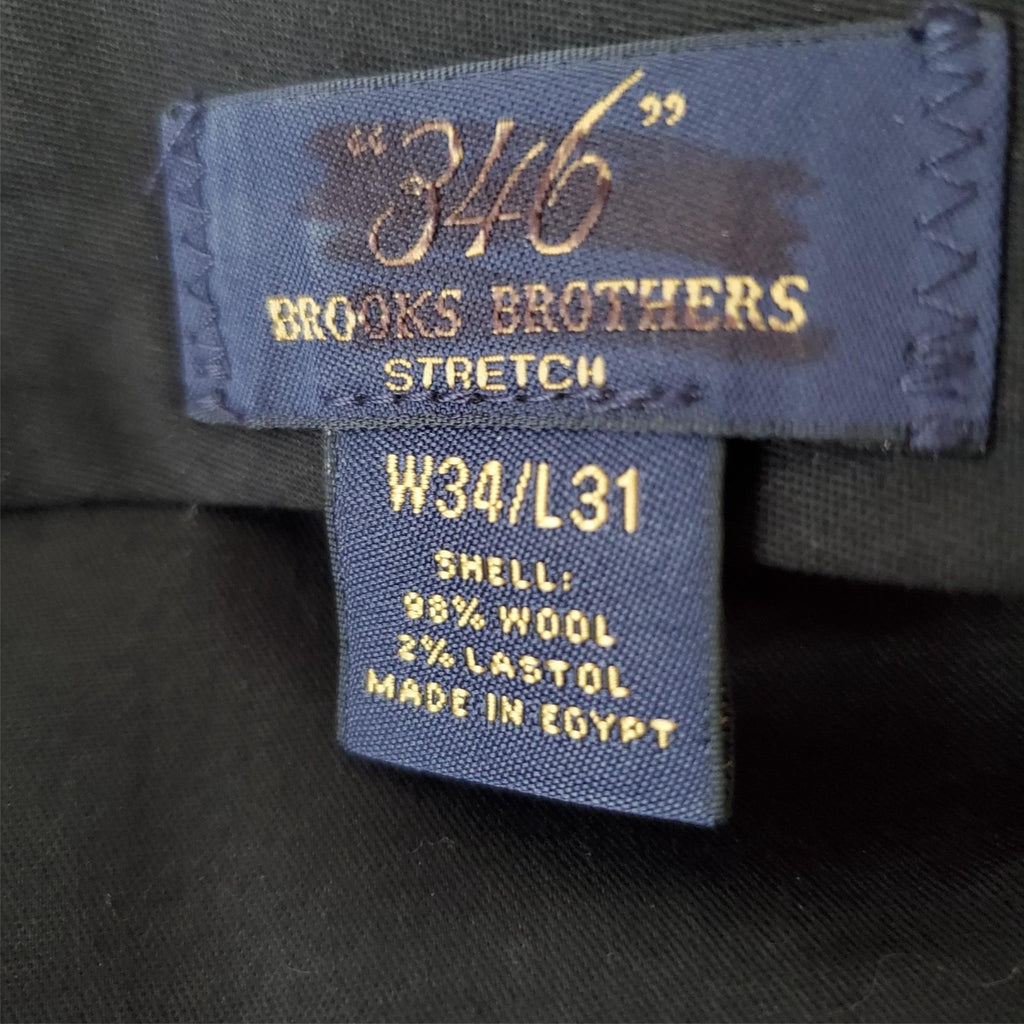 “346”
BROOKS BROTHERS
STRETCH
W34/L31
SHELL:
98% WOOL
2% LASTOL
MADE IN EGYPT